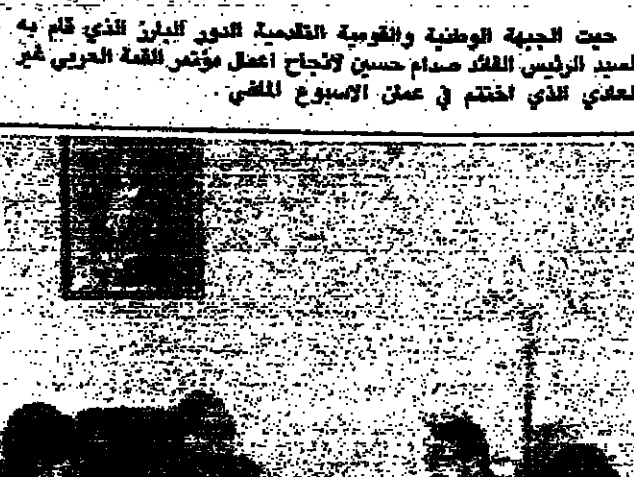 حيت الجبهة الوطنية والقومية التقدمية الدور البارز الذي قام به
لسيد الرئيس القائد صدام حسين لانجاح اعمال مؤتمر القمة العربي غير
لعادي الذي اختتم في عمان الاسبوع الماضي .